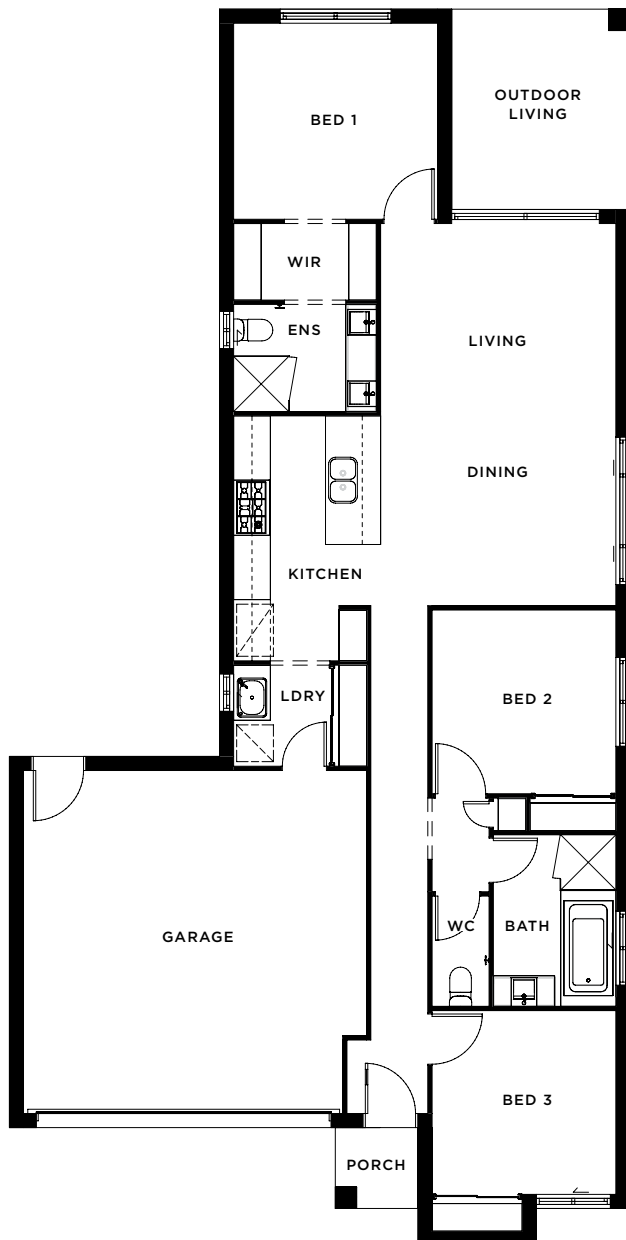 BED 1
OUTDOOR
LIVING
WIR
ENS
LIVING
DINING
KITCHEN
LDRY
BED 2
GARAGE
WC
BATH
BED 3
PORCH